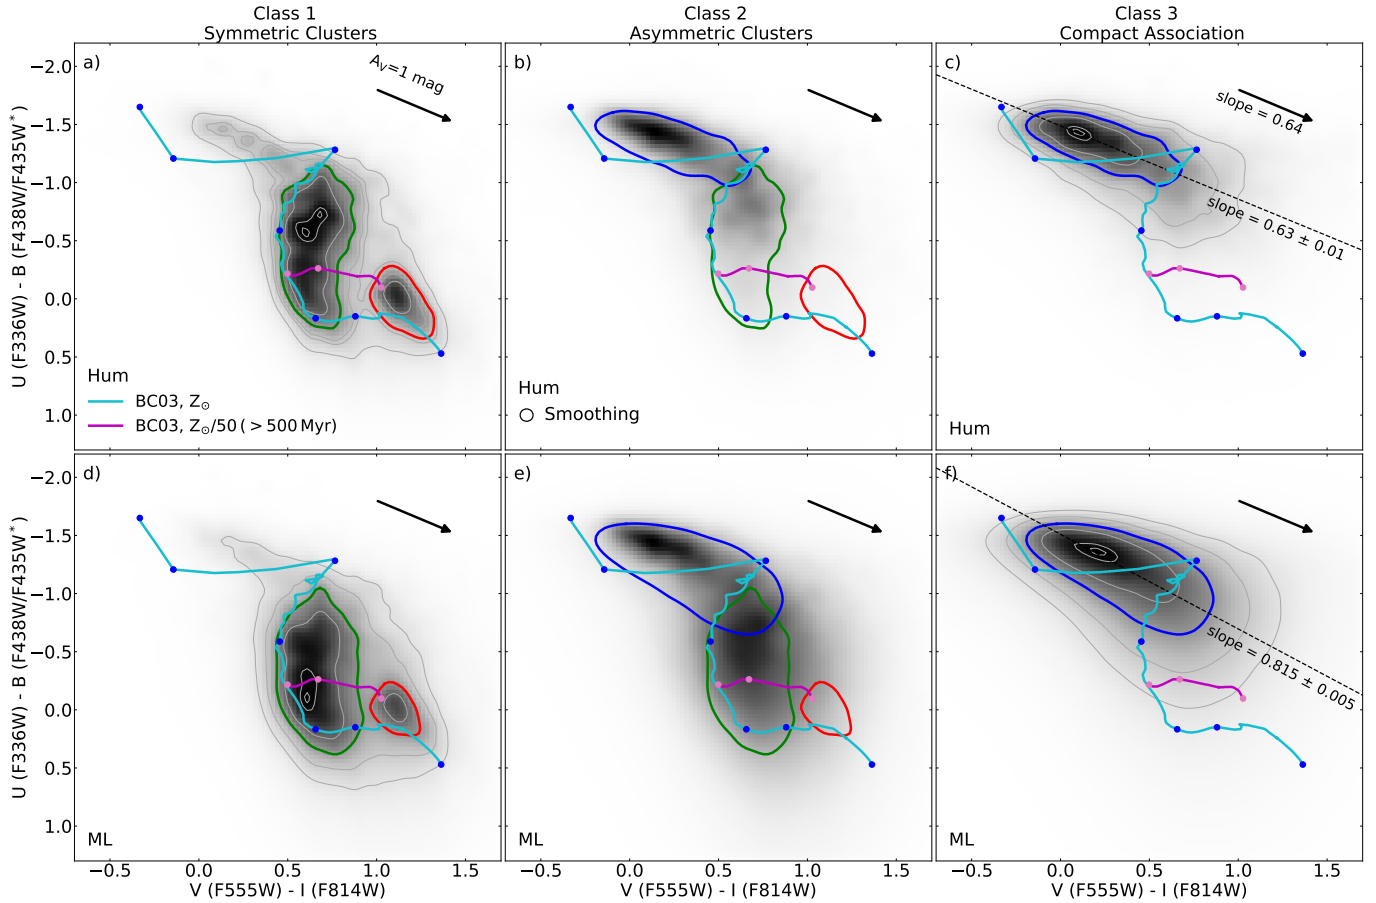 Class 1
Symmetric Clusters
Class 2
Asymmetric Clusters
Class 3
Compact Association
U (F336W) - B (F438W/F435W*)
−2.0
−1.5
−1.0
−0.5
0.0
0.5
1.0
a)
A_V=1 mag
Hum
BC03, Z⊙
BC03, Z⊙/50 (>500 Myr)
b)
Hum
Smoothing
c)
slope = 0.64
slope = 0.63 ± 0.01
Hum
U (F336W) - B (F438W/F435W*)
−2.0
−1.5
−1.0
−0.5
0.0
0.5
1.0
d)
ML
e)
ML
f)
slope = 0.815 ± 0.005
ML
−0.5 0.0 0.5 1.0 1.5
−0.5 0.0 0.5 1.0 1.5
−0.5 0.0 0.5 1.0 1.5
V (F555W) - I (F814W)
V (F555W) - I (F814W)
V (F555W) - I (F814W)